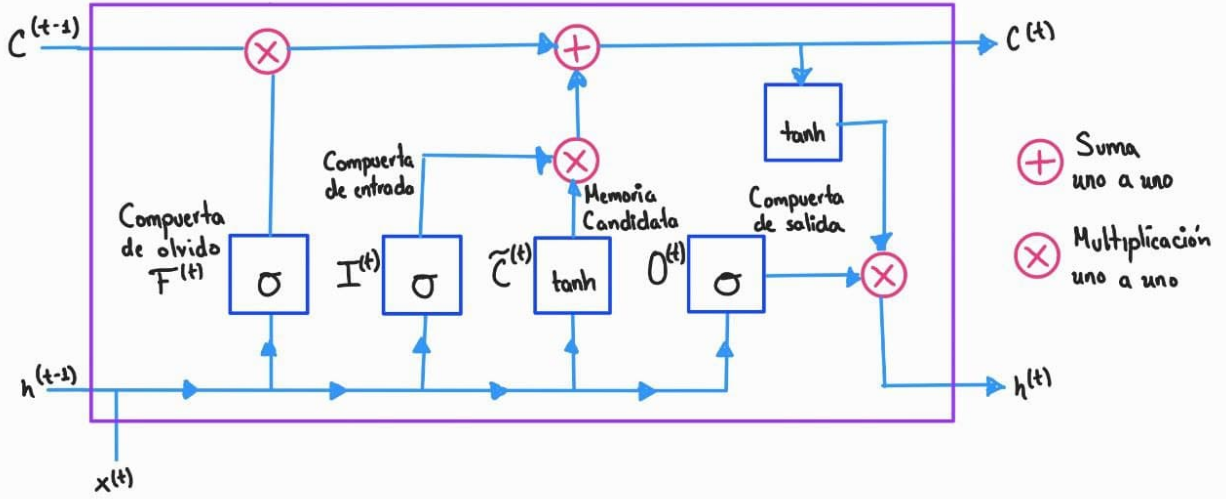 C^(t-1)
C^(t)
tanh
Suma
uno a uno
Compuerta
de entrada
Memoria
Candidata
Compuerta
de salida
Compuerta
de olvido
F^(t)
σ
I^(t)
σ
C̃^(t)
tanh
O^(t)
σ
Multiplicación
uno a uno
h^(t-1)
h^(t)
x^(t)